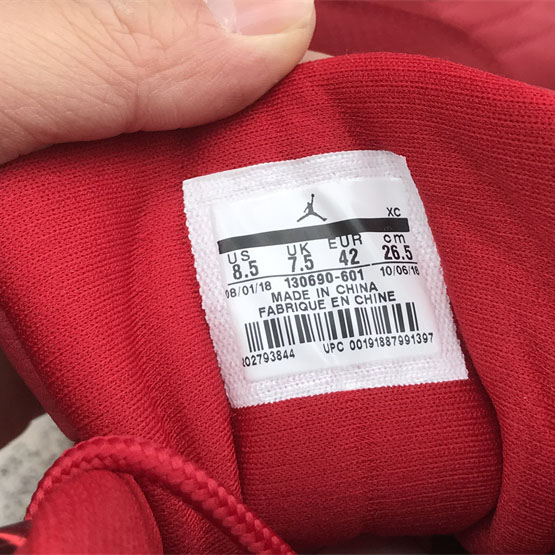 XC
US UK EUR cm
8.5 7.5 42 26.5
08/01/18 130690-601 10/06/18
MADE IN CHINA
FABRIQUE EN CHINE
UPC 00191887991397